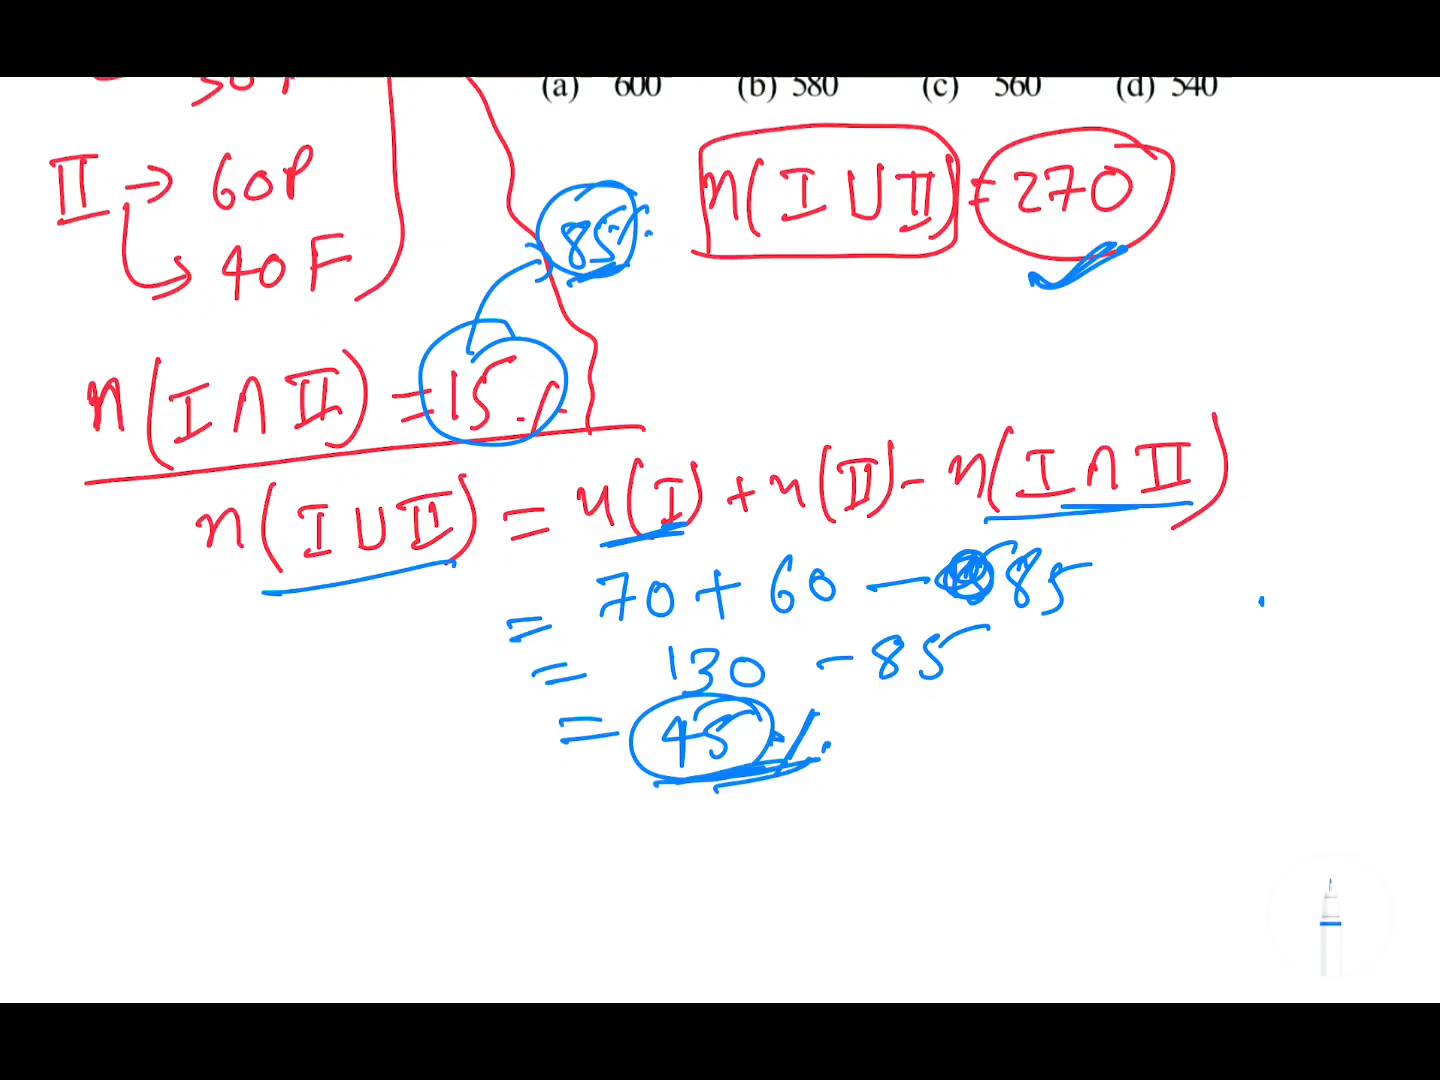 (a) 600 (b) 580 (c) 560 (d) 540
II → 60P
→ 40 F
85%
n(I ∪ II) = 270
n(I ∩ II) = 15%
n(I ∪ II) = n(I) + n(II) - n(I ∩ II)
= 70 + 60 - 85
= 130 - 85
= 45%